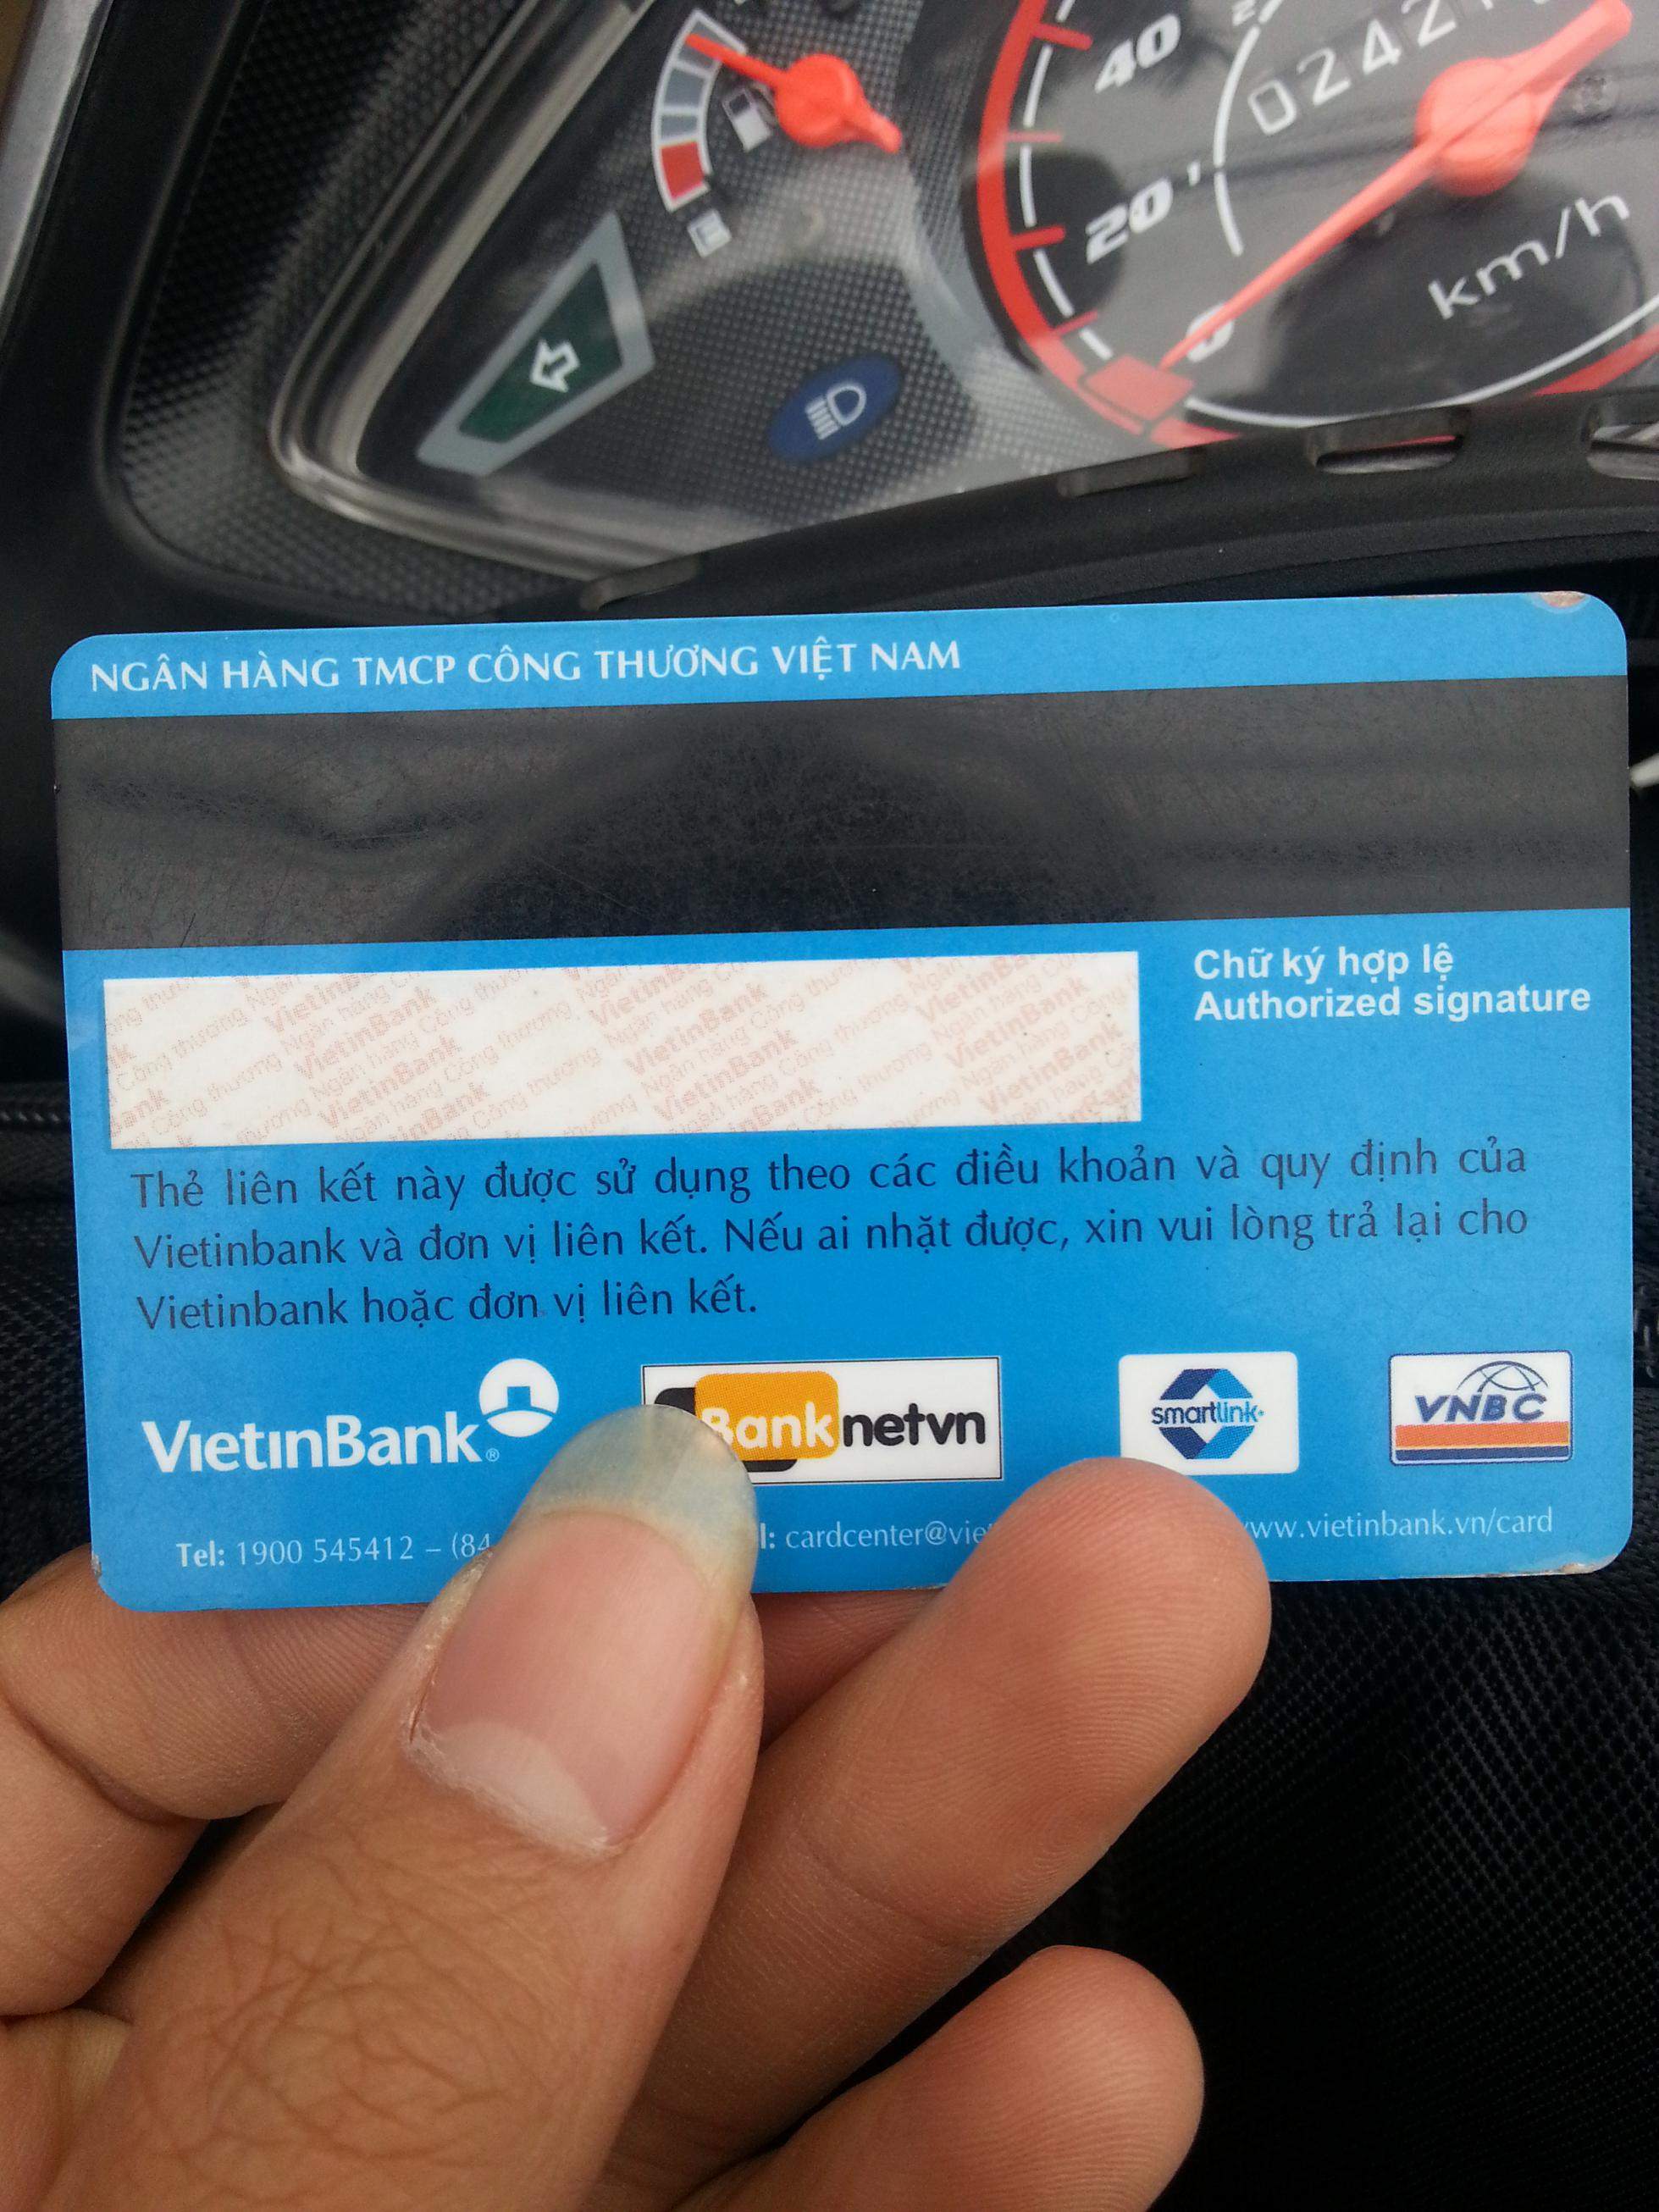 40
20
0
km/h
E
NGÂN HÀNG TMCP CÔNG THƯƠNG VIỆT NAM
Chữ ký hợp lệ
Authorized signature
Thẻ liên kết này được sử dụng theo các điều khoản và quy định của
Vietinbank và đơn vị liên kết. Nếu ai nhặt được, xin vui lòng trả lại cho
Vietinbank hoặc đơn vị liên kết.
VietinBank
Banknetvn
smartlink
VNBC
Tel: 1900 545412 – (84
cardcenter@vie
www.vietinbank.vn/card